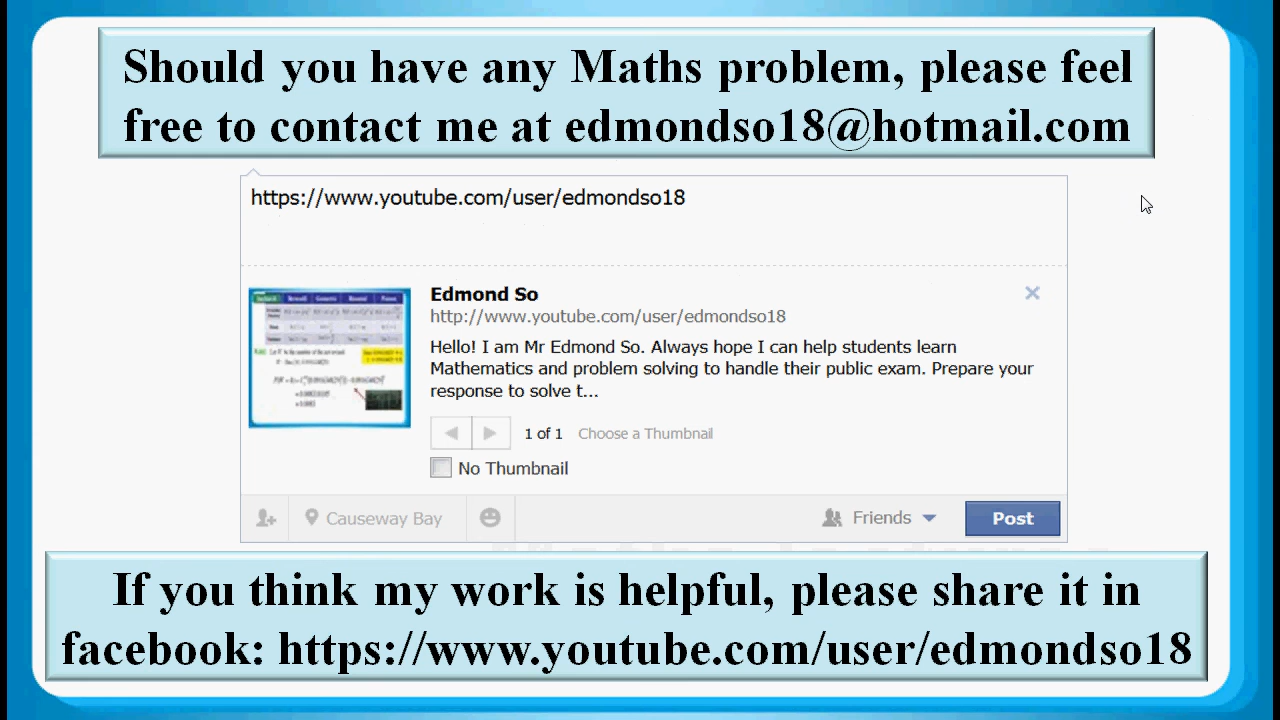 Should you have any Maths problem, please feel
free to contact me at edmondso18@hotmail.com
https://www.youtube.com/user/edmondso18
Edmond So
http://www.youtube.com/user/edmondso18
Hello! I am Mr Edmond So. Always hope I can help students learn
Mathematics and problem solving to handle their public exam. Prepare your
response to solve t...
1 of 1 Choose a Thumbnail
No Thumbnail
Causeway Bay
Friends
Post
If you think my work is helpful, please share it in
facebook: https://www.youtube.com/user/edmondso18